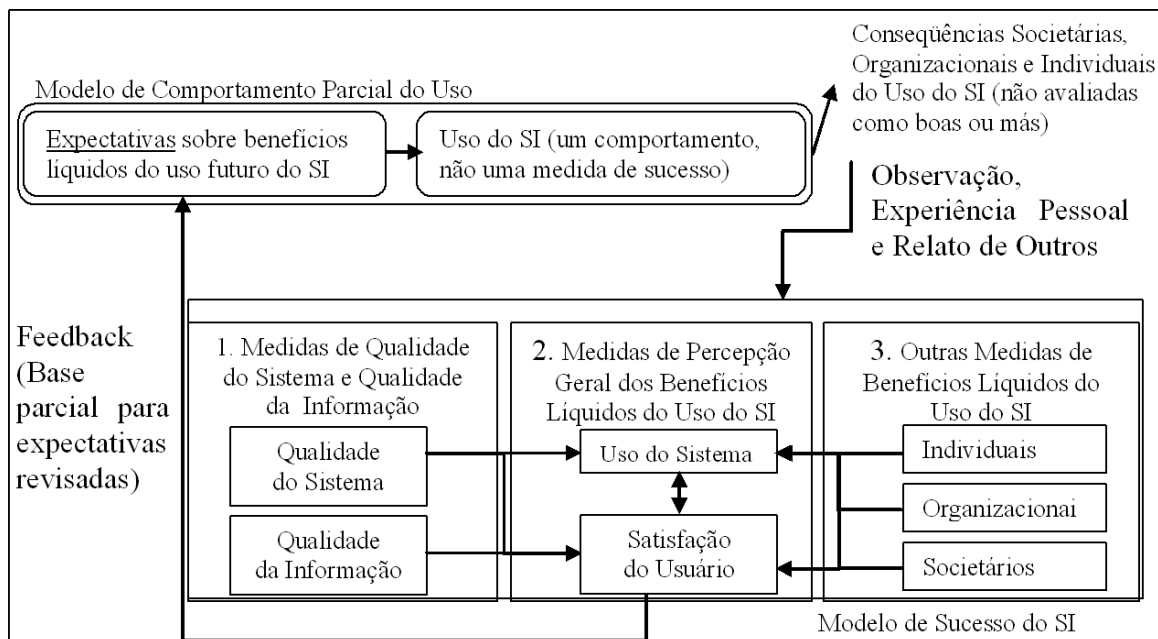 Modelo de Comportamento Parcial do Uso
Expectativas sobre benefícios
líquidos do uso futuro do SI
Uso do SI (um comportamento,
não uma medida de sucesso)
Conseqüências Societárias,
Organizacionais e Individuais
do Uso do SI (não avaliadas
como boas ou más)
Observação,
Experiência Pessoal
e Relato de Outros
Feedback
(Base
parcial para
expectativas
revisadas)
1. Medidas de Qualidade
do Sistema e Qualidade
da Informação
Qualidade
do Sistema
Qualidade
da Informação
2. Medidas de Percepção
Geral dos Benefícios
Líquidos do Uso do SI
Uso do Sistema
Satisfação
do Usuário
3. Outras Medidas de
Benefícios Líquidos do
Uso do SI
Individuais
Organizacionai
Societários
Modelo de Sucesso do SI